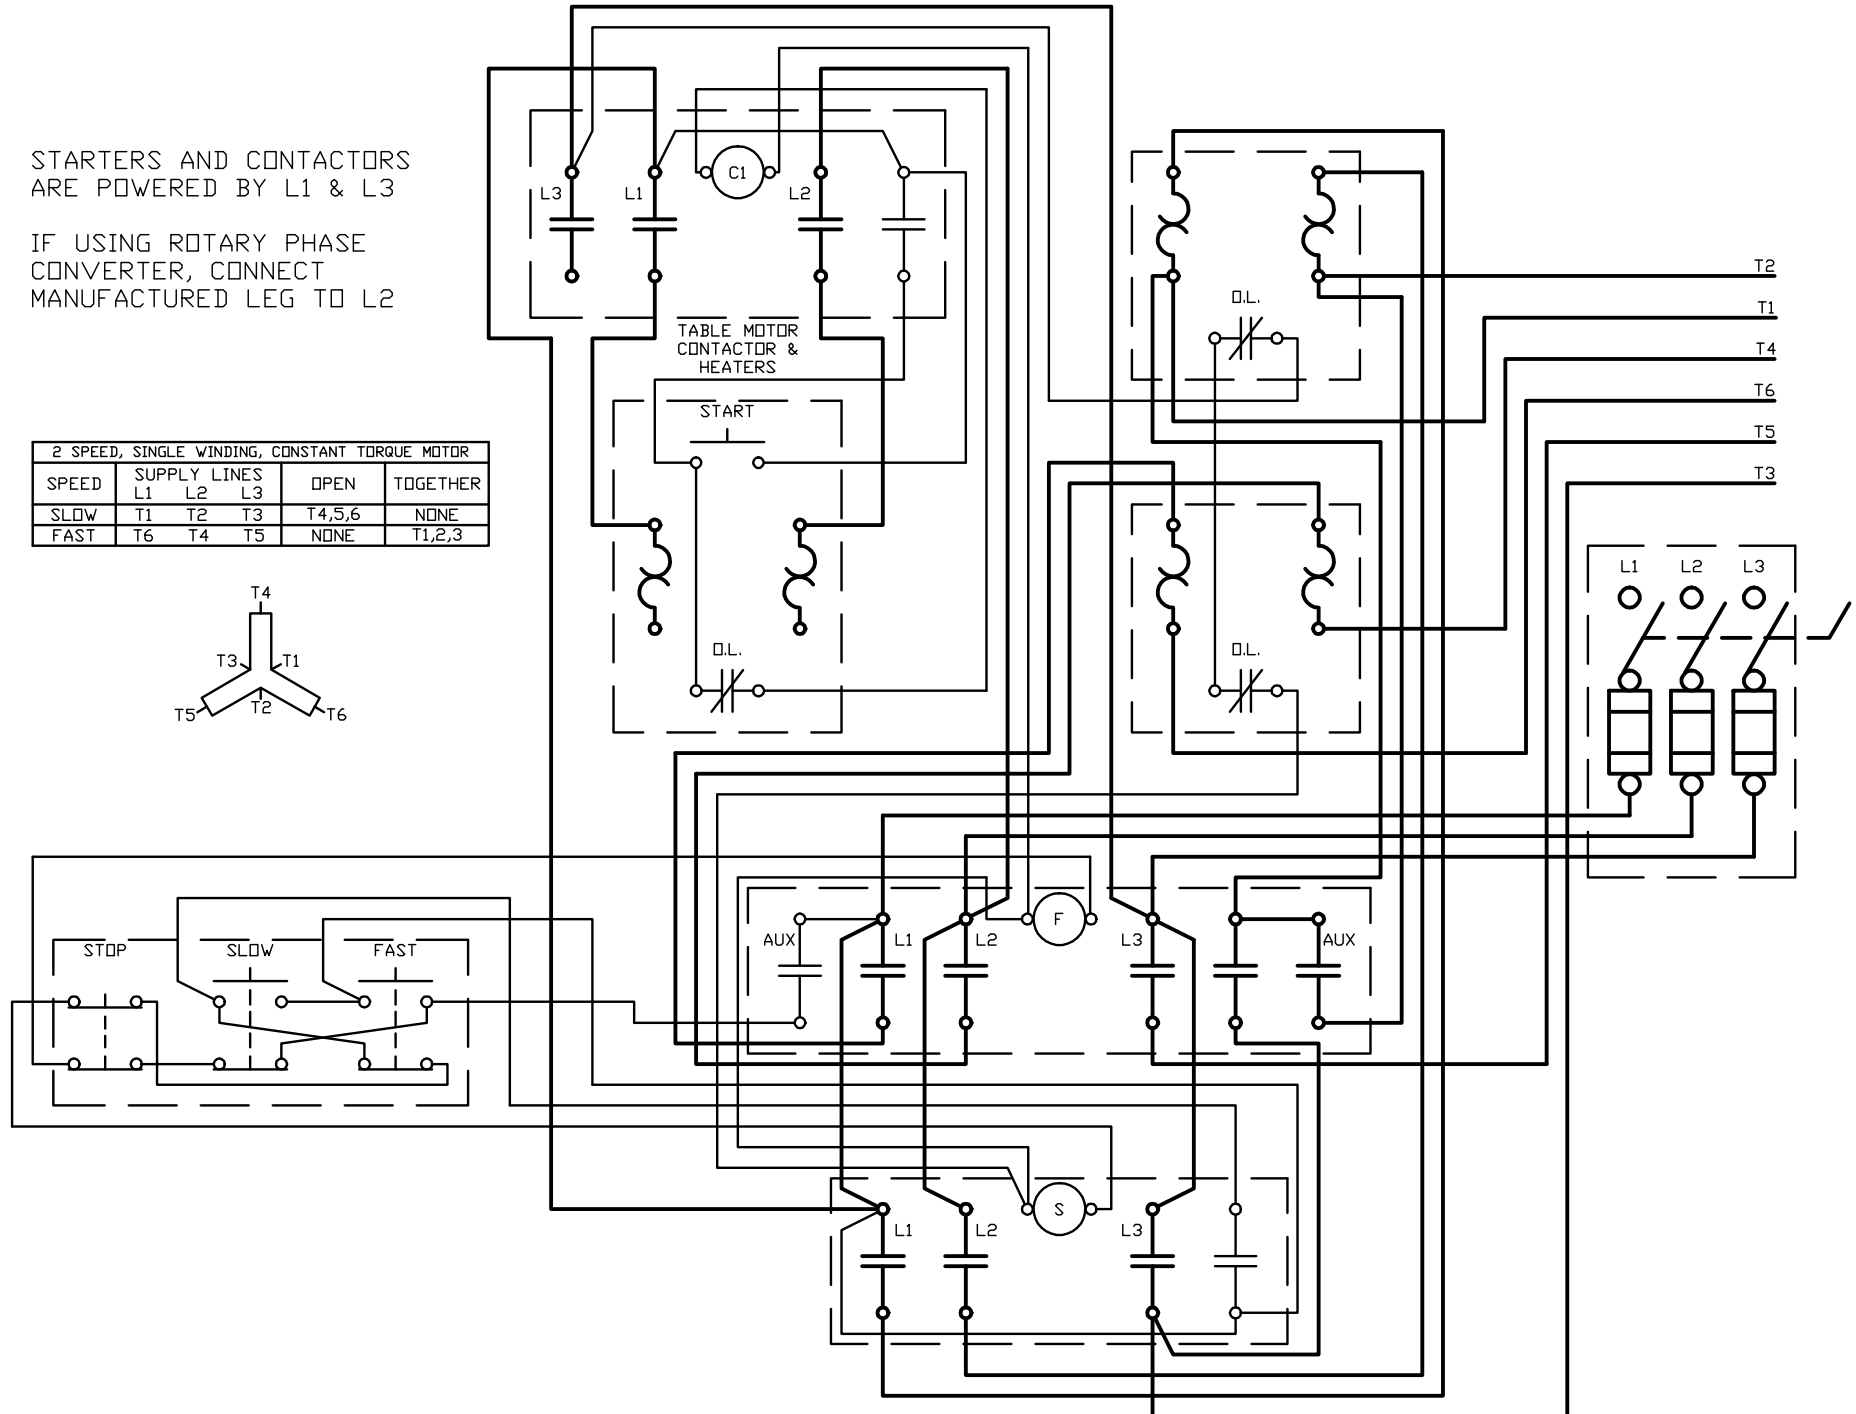 STARTERS AND CONTACTORS
ARE POWERED BY L1 & L3
IF USING ROTARY PHASE
CONVERTER, CONNECT
MANUFACTURED LEG TO L2
L3
L1
C1
L2
TABLE MOTOR
CONTACTOR &
HEATERS
START
O.L.
O.L.
O.L.
T2
T1
T4
T6
T5
T3
2 SPEED, SINGLE WINDING, CONSTANT TORQUE MOTOR
SPEED SUPPLY LINES OPEN TOGETHER
L1 L2 L3
SLOW T1 T2 T3 T4,5,6 NONE
FAST T6 T4 T5 NONE T1,2,3
T4
T3 T1
T5 T2 T6
L1 L2 L3
STOP SLOW FAST
AUX L1 L2 F L3 AUX
L1 L2 S L3